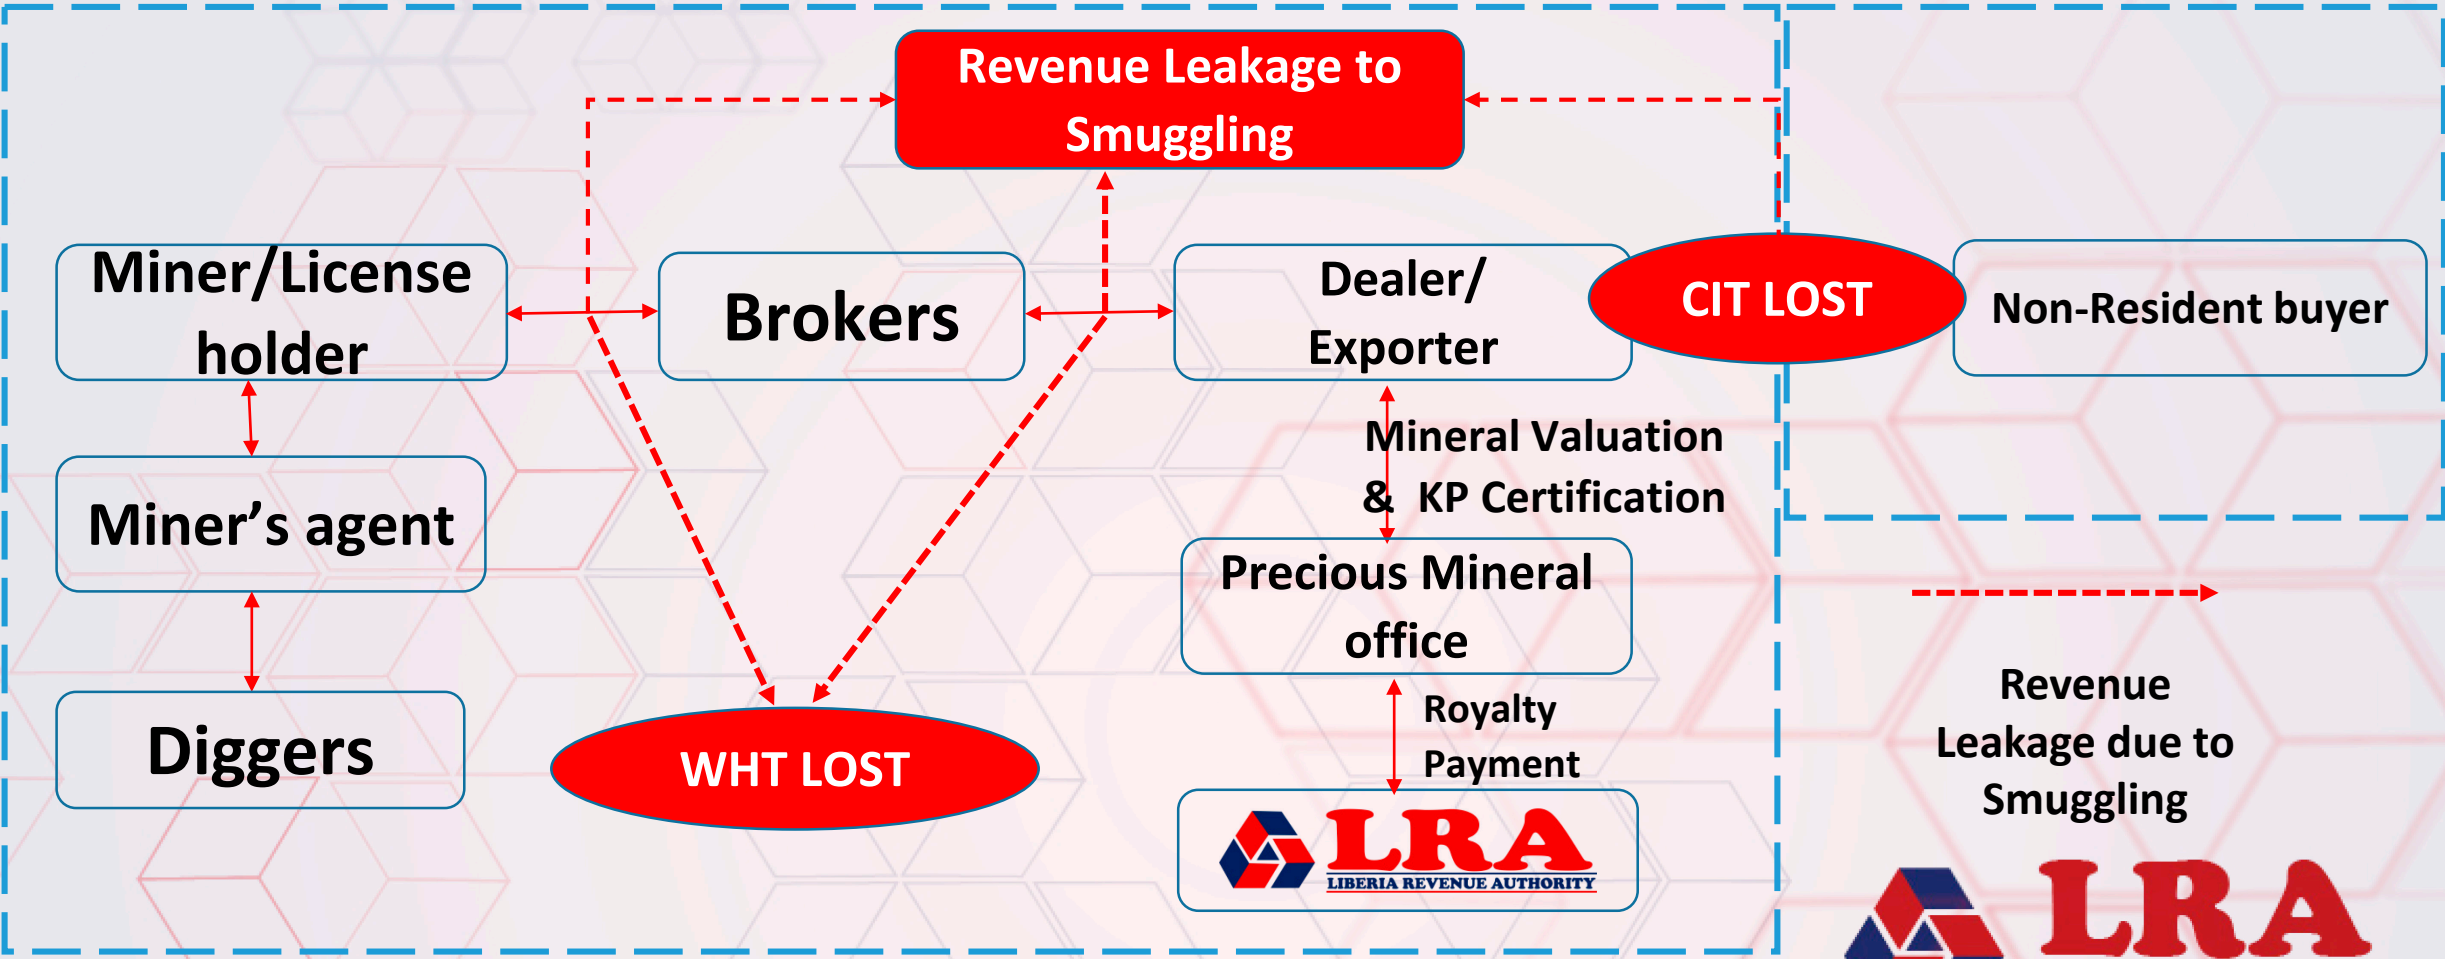 Revenue Leakage to
Smuggling
Miner/License
holder
Brokers
Dealer/
Exporter
CIT LOST
Non-Resident buyer
Mineral Valuation
& KP Certification
Miner’s agent
Precious Mineral
office
Diggers
WHT LOST
Royalty
Payment
LRA
LIBERIA REVENUE AUTHORITY
Revenue
Leakage due to
Smuggling
LRA